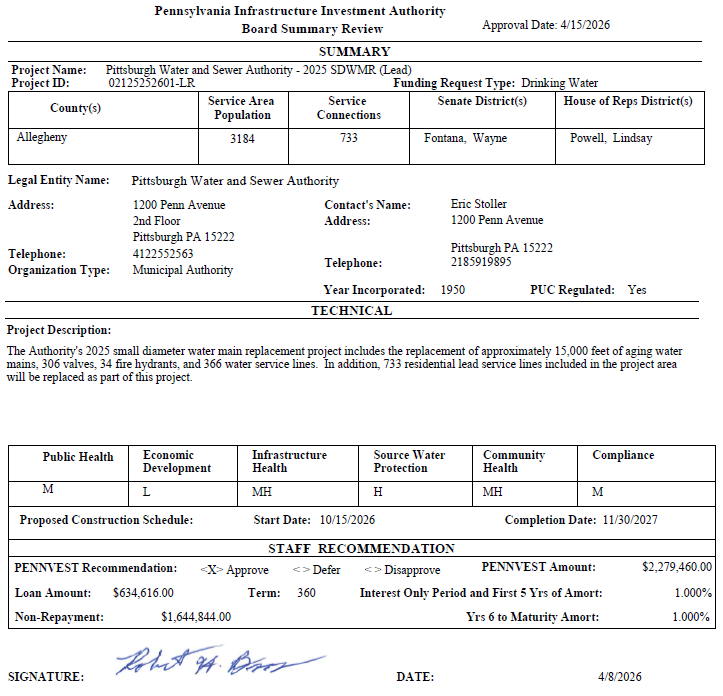 Pennsylvania Infrastructure Investment Authority
Board Summary Review
Approval Date: 4/15/2026
SUMMARY
Project Name: Pittsburgh Water and Sewer Authority - 2025 SDWMR (Lead)
Project ID: 02125252601-LR Funding Request Type: Drinking Water
County(s) Service Area Population Service Connections Senate District(s) House of Reps District(s)
Allegheny 3184 733 Fontana, Wayne Powell, Lindsay
Legal Entity Name: Pittsburgh Water and Sewer Authority
Address: 1200 Penn Avenue Contact's Name: Eric Stoller
2nd Floor Address: 1200 Penn Avenue
Pittsburgh PA 15222
Pittsburgh PA 15222
Telephone: 4122552563 Telephone: 2185919895
Organization Type: Municipal Authority
Year Incorporated: 1950 PUC Regulated: Yes
TECHNICAL
Project Description:
The Authority's 2025 small diameter water main replacement project includes the replacement of approximately 15,000 feet of aging water
mains, 306 valves, 34 fire hydrants, and 366 water service lines. In addition, 733 residential lead service lines included in the project area
will be replaced as part of this project.
Public Health Economic Development Infrastructure Health Source Water Protection Community Health Compliance
M L MH H MH M
Proposed Construction Schedule: Start Date: 10/15/2026 Completion Date: 11/30/2027
STAFF RECOMMENDATION
PENNVEST Recommendation: <X> Approve < > Defer < > Disapprove PENNVEST Amount: $2,279,460.00
Loan Amount: $634,616.00 Term: 360 Interest Only Period and First 5 Yrs of Amort: 1.000%
Non-Repayment: $1,644,844.00 Yrs 6 to Maturity Amort: 1.000%
SIGNATURE: DATE: 4/8/2026